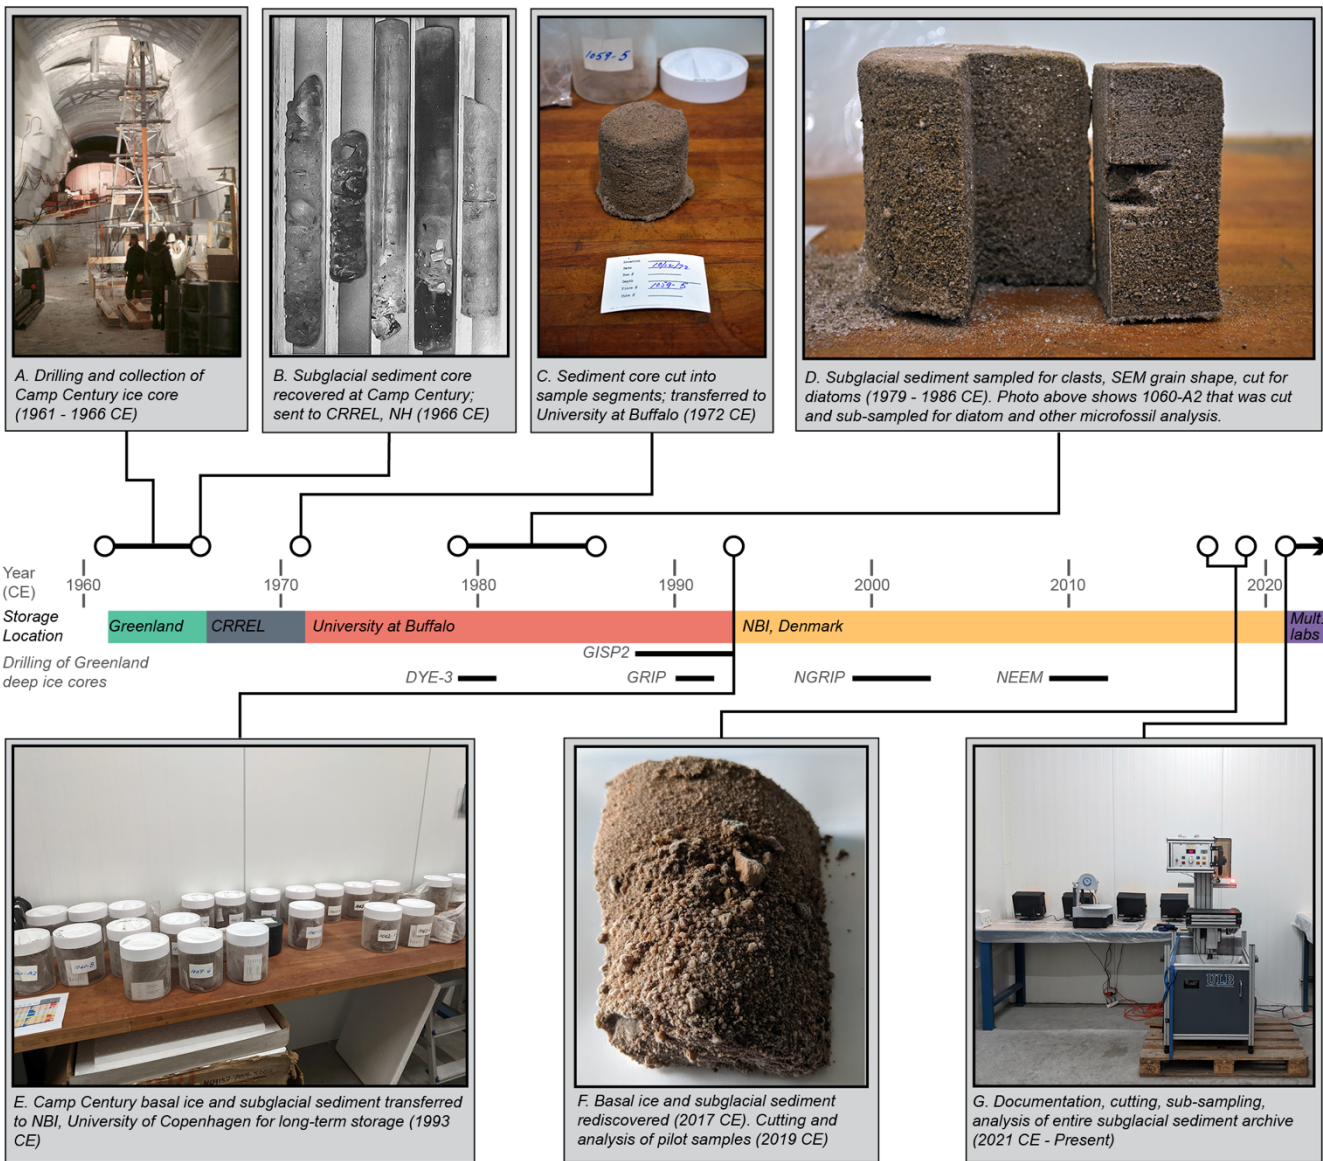 1059-5
Location
Date 10/12/72
Depth
1059-5
A. Drilling and collection of
Camp Century ice core
(1961 - 1966 CE)
B. Subglacial sediment core
recovered at Camp Century;
sent to CRREL, NH (1966 CE)
C. Sediment core cut into
sample segments; transferred to
University at Buffalo (1972 CE)
D. Subglacial sediment sampled for clasts, SEM grain shape, cut for
diatoms (1979 - 1986 CE). Photo above shows 1060-A2 that was cut
and sub-sampled for diatom and other microfossil analysis.
Year
(CE)
1960 1970 1980 1990 2000 2010 2020
Storage
Location
Greenland CRREL University at Buffalo NBI, Denmark Mult.
labs
Drilling of Greenland
deep ice cores
GISP2
DYE-3 GRIP NGRIP NEEM
ULB
E. Camp Century basal ice and subglacial sediment transferred
to NBI, University of Copenhagen for long-term storage (1993
CE)
F. Basal ice and subglacial sediment
rediscovered (2017 CE). Cutting and
analysis of pilot samples (2019 CE)
G. Documentation, cutting, sub-sampling,
analysis of entire subglacial sediment archive
(2021 CE - Present)